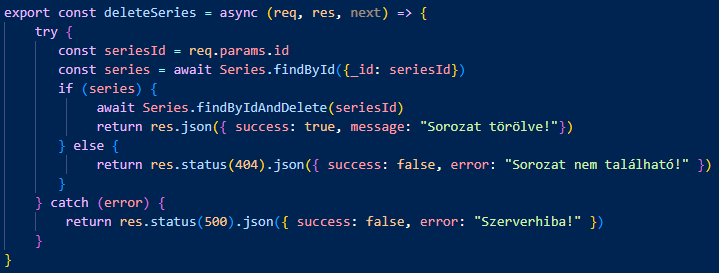 export const deleteSeries = async (req, res, next) => {
    try {
        const seriesId = req.params.id
        const series = await Series.findById({_id: seriesId})
        if (series) {
             await Series.findByIdAndDelete(seriesId)
             return res.json({ success: true, message: "Sorozat törölve!"})
        } else {
             return res.status(404).json({ success: false, error: "Sorozat nem található!" })
        }
    } catch (error) {
         return res.status(500).json({ success: false, error: "Szerverhiba!" })
    }
}